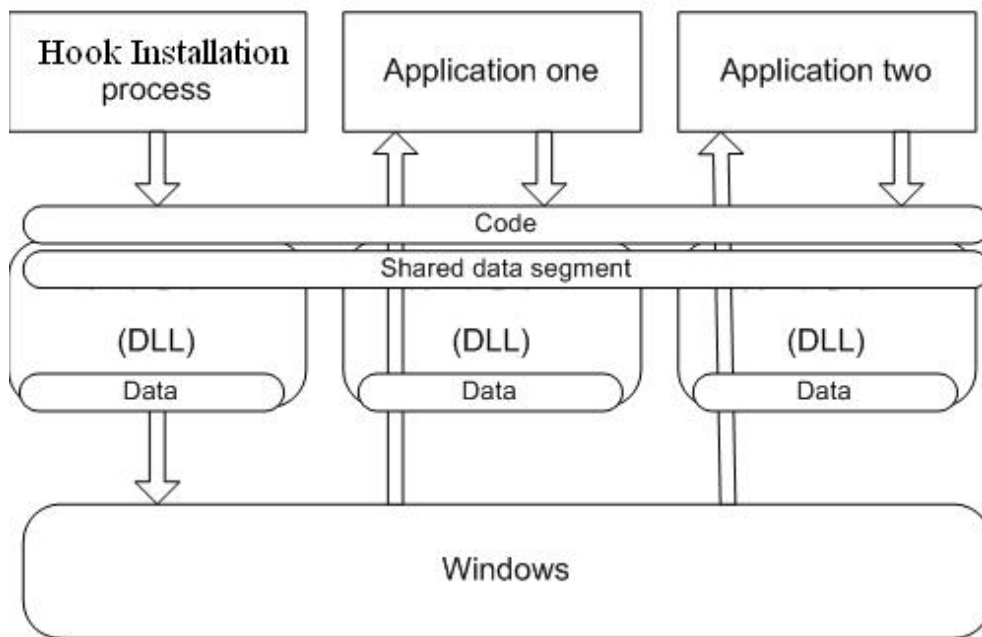 Hook Installation
process
Application one
Application two
Code
Shared data segment
(DLL)
(DLL)
(DLL)
Data
Data
Data
Windows